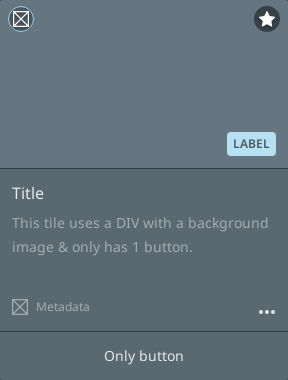 LABEL
Title
This tile uses a DIV with a background
image & only has 1 button.
Metadata
Only button